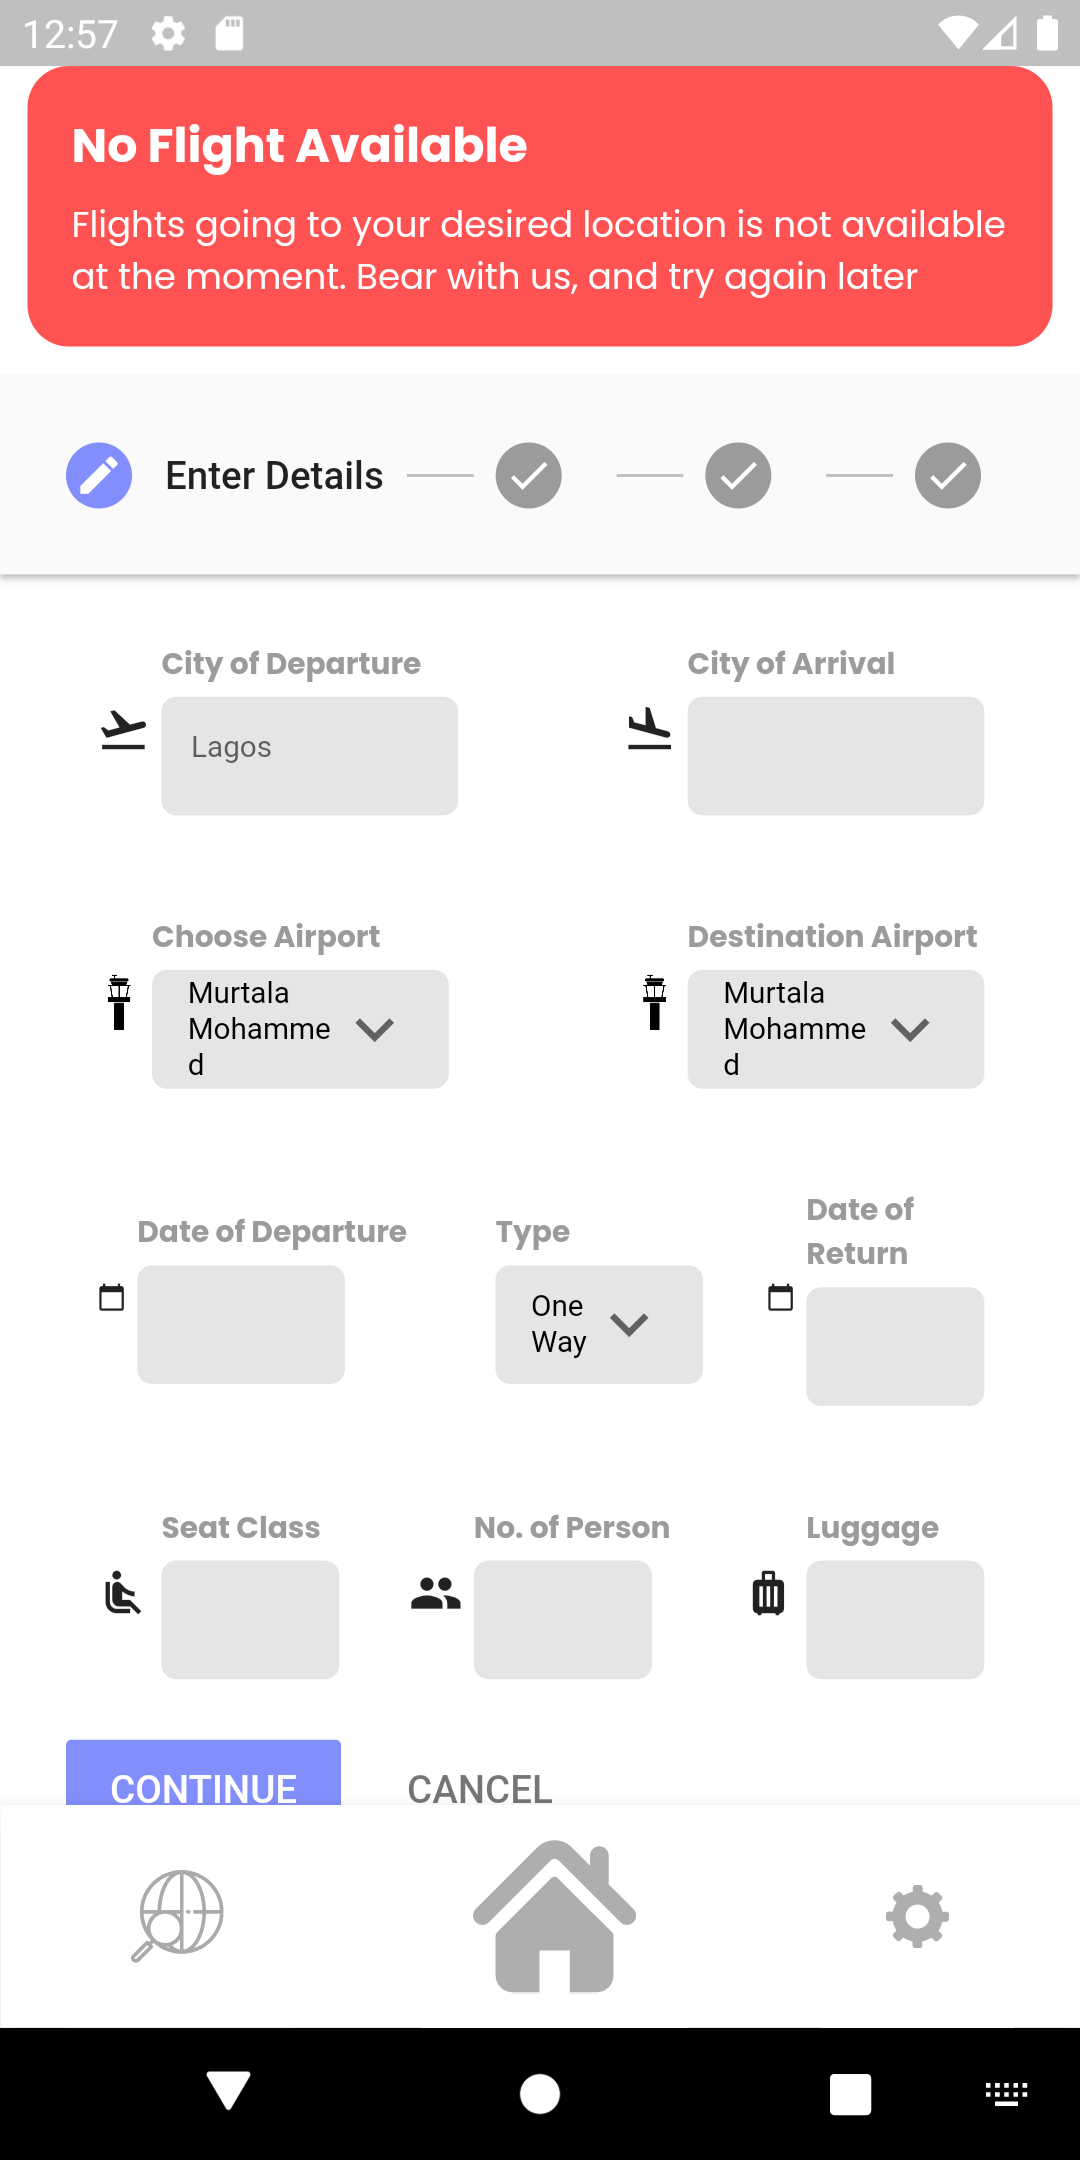 12:57
No Flight Available
Flights going to your desired location is not available
at the moment. Bear with us, and try again later
Enter Details
City of Departure
City of Arrival
Lagos
Choose Airport
Destination Airport
Murtala
Mohamme
d
Murtala
Mohamme
d
Date of Departure
Type
Date of
Return
One
Way
Seat Class
No. of Person
Luggage
CONTINUE
CANCEL